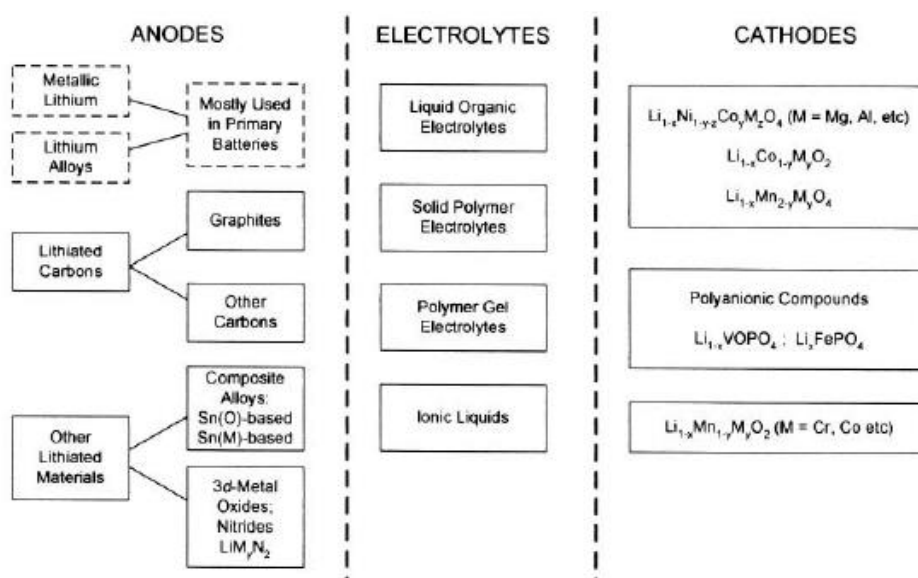 ANODES
Metallic
Lithium
Lithium
Alloys
Mostly Used
in Primary
Batteries
Lithiated
Carbons
Graphites
Other
Carbons
Other
Lithiated
Materials
Composite
Alloys:
Sn(O)-based
Sn(M)-based
3d-Metal
Oxides;
Nitrides
LiMyN2
ELECTROLYTES
Liquid Organic
Electrolytes
Solid Polymer
Electrolytes
Polymer Gel
Electrolytes
Ionic Liquids
CATHODES
Li1-xNi1-y-zCoyMzO4 (M = Mg, Al, etc)
Li1-xCo1-yMyO2
Li1-xMn2-yMyO4
Polyanionic Compounds
Li1-xVOPO4 ; LixFePO4
Li1-xMn1-yMyO2 (M = Cr, Co etc)